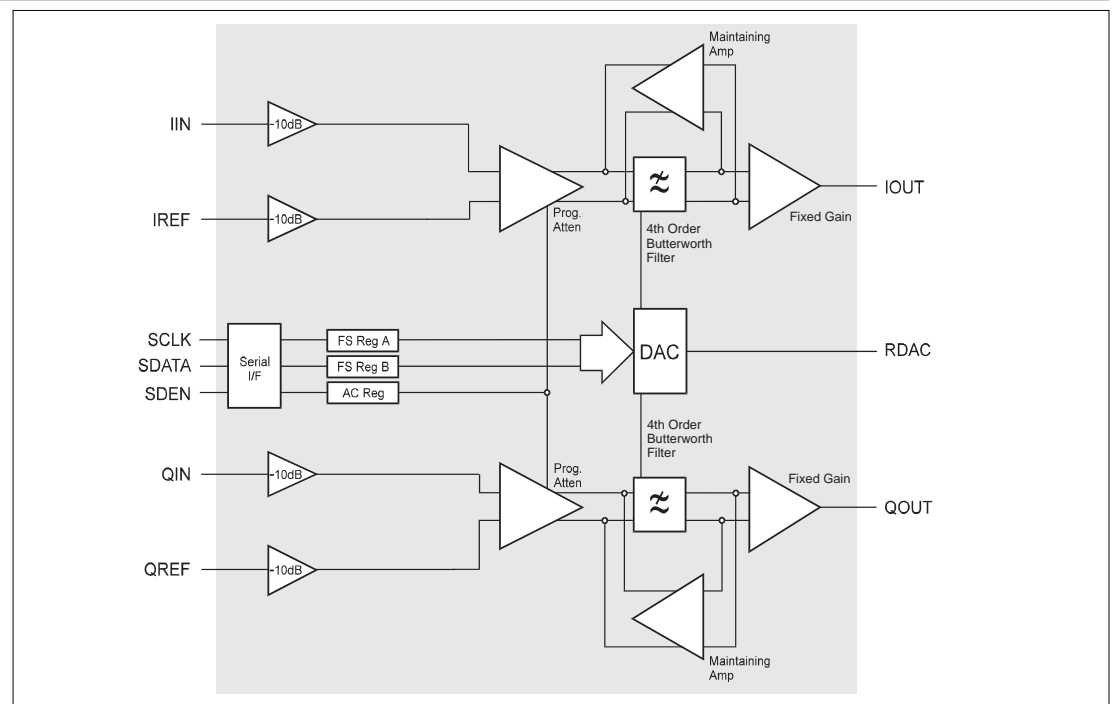 Maintaining
Amp
IIN
-10dB
IOUT
IREF
-10dB
Prog.
Atten
Fixed Gain
4th Order
Butterworth
Filter
SCLK
SDATA
SDEN
Serial
I/F
FS Reg A
FS Reg B
AC Reg
DAC
RDAC
4th Order
Butterworth
Filter
QIN
-10dB
Prog.
Atten
Fixed Gain
QOUT
QREF
-10dB
Maintaining
Amp